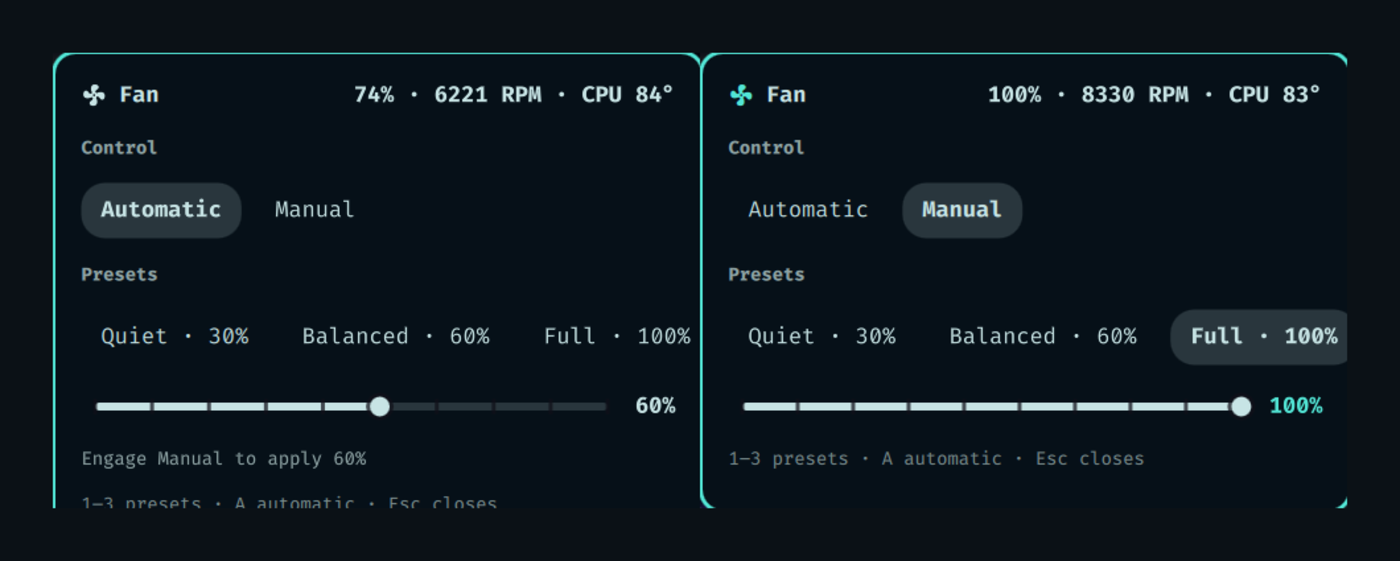 Fan 74% · 6221 RPM · CPU 84°
Control
Automatic Manual
Presets
Quiet · 30% Balanced · 60% Full · 100%
60%
Engage Manual to apply 60%
1–3 presets · A automatic · Esc closes
Fan 100% · 8330 RPM · CPU 83°
Control
Automatic Manual
Presets
Quiet · 30% Balanced · 60% Full · 100%
100%
1–3 presets · A automatic · Esc closes